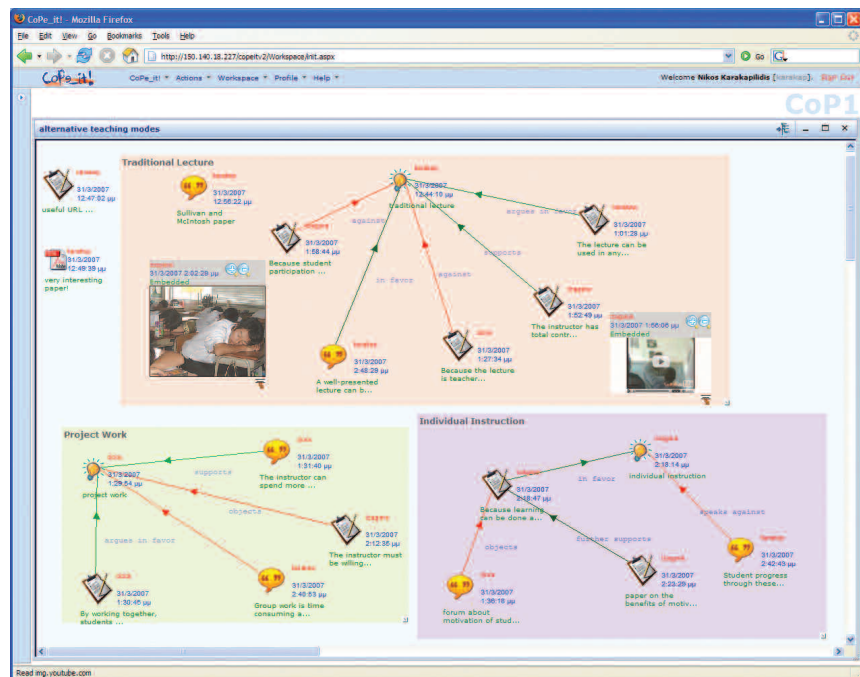 CoPe_it! - Mozilla Firefox
File Edit View Go Bookmarks Tools Help
http://150.140.18.227/copeitv2/Workspace/init.aspx
Go
CoPe_it!
CoPe_it! Actions Workspace Profile Help
Welcome Nikos Karakapilidis
CoP1
alternative teaching modes
31/3/2007
12:47:02 μμ
useful URL ...
31/3/2007
12:49:39 μμ
very interesting
paper!
Traditional Lecture
31/3/2007
12:56:22 μμ
Sullivan and
McIntosh paper
31/3/2007
12:44:10 μμ
traditional lecture
31/3/2007
1:58:44 μμ
Because student
participation ...
against
argues in favor
31/3/2007
1:01:28 μμ
The lecture can be
used in any...
supports
in favor
against
31/3/2007 2:02:29 μμ
Embedded
31/3/2007
1:52:49 μμ
The instructor has
total contr...
31/3/2007 1:56:06 μμ
Embedded
31/3/2007
2:48:29 μμ
A well-presented
lecture can b...
31/3/2007
1:27:34 μμ
Because the lecture
is teacher...
Project Work
31/3/2007
1:29:54 μμ
project work
31/3/2007
1:31:40 μμ
The instructor can
spend more ...
supports
objects
31/3/2007
2:12:35 μμ
The instructor must
be willing...
argues in favor
31/3/2007
1:30:45 μμ
By working together,
students ...
31/3/2007
2:40:53 μμ
Group work is time
consuming a...
Individual Instruction
31/3/2007
2:18:14 μμ
individual instruction
31/3/2007
2:18:47 μμ
Because learning
can be done a...
in favor
speaks against
objects
further supports
31/3/2007
2:42:43 μμ
Student progress
through these...
31/3/2007
1:36:18 μμ
forum about
motivation of stud...
31/3/2007
2:23:29 μμ
paper on the
benefits of motiv...
Read img.youtube.com